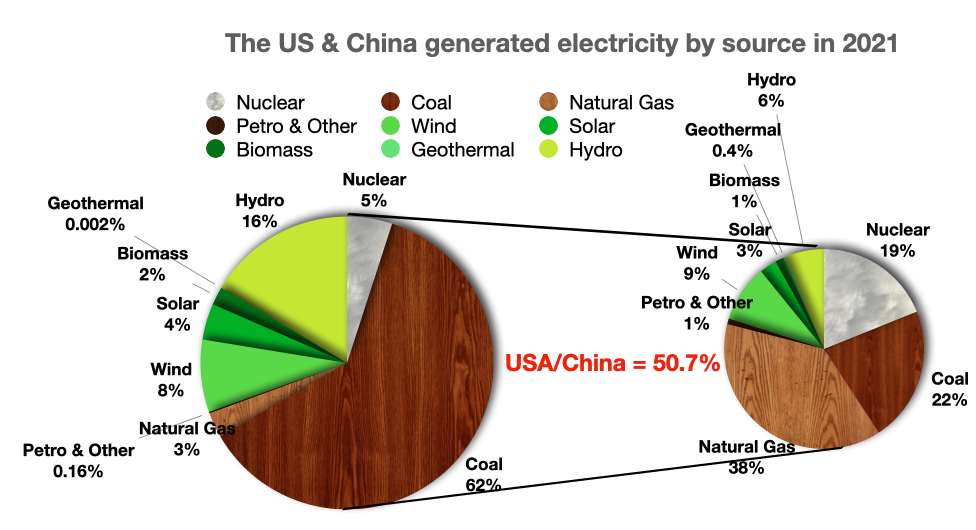 The US & China generated electricity by source in 2021
Nuclear
Coal
Natural Gas
Petro & Other
Wind
Solar
Biomass
Geothermal
Hydro
Nuclear
5%
Hydro
16%
Geothermal
0.002%
Biomass
2%
Solar
4%
Wind
8%
Natural Gas
3%
Petro & Other
0.16%
Coal
62%
USA/China = 50.7%
Hydro
6%
Geothermal
0.4%
Biomass
1%
Solar
3%
Wind
9%
Petro & Other
1%
Nuclear
19%
Coal
22%
Natural Gas
38%